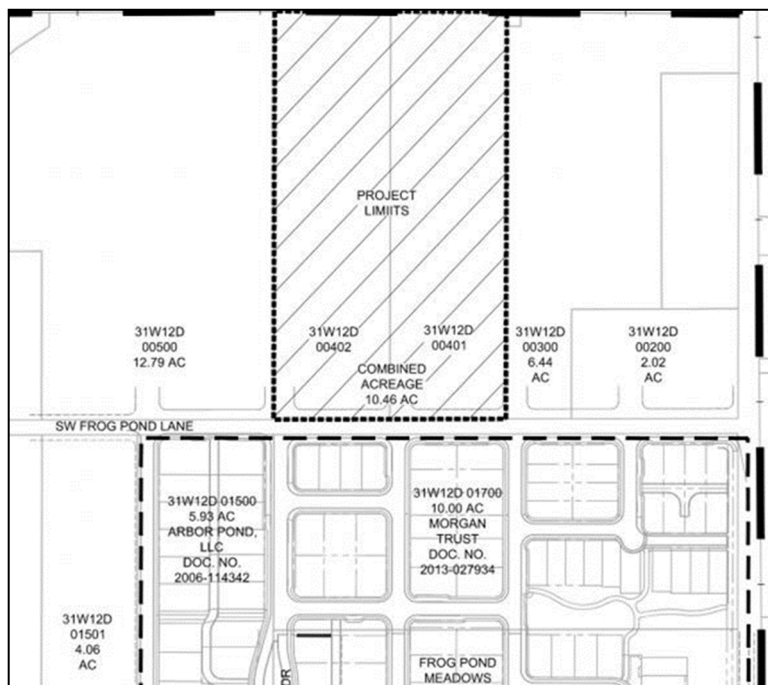 PROJECT
LIMIITS
31W12D
00500
12.79 AC
31W12D
00402
31W12D
00401
COMBINED
ACREAGE
10.46 AC
31W12D
00300
6.44
AC
31W12D
00200
2.02
AC
SW FROG POND LANE
31W12D 01500
5.93 AC
ARBOR POND,
LLC
DOC. NO.
2006-114342
31W12D 01700
10.00 AC
MORGAN
TRUST
DOC. NO.
2013-027934
31W12D
01501
4.06
AC
DR
FROG POND
MEADOWS